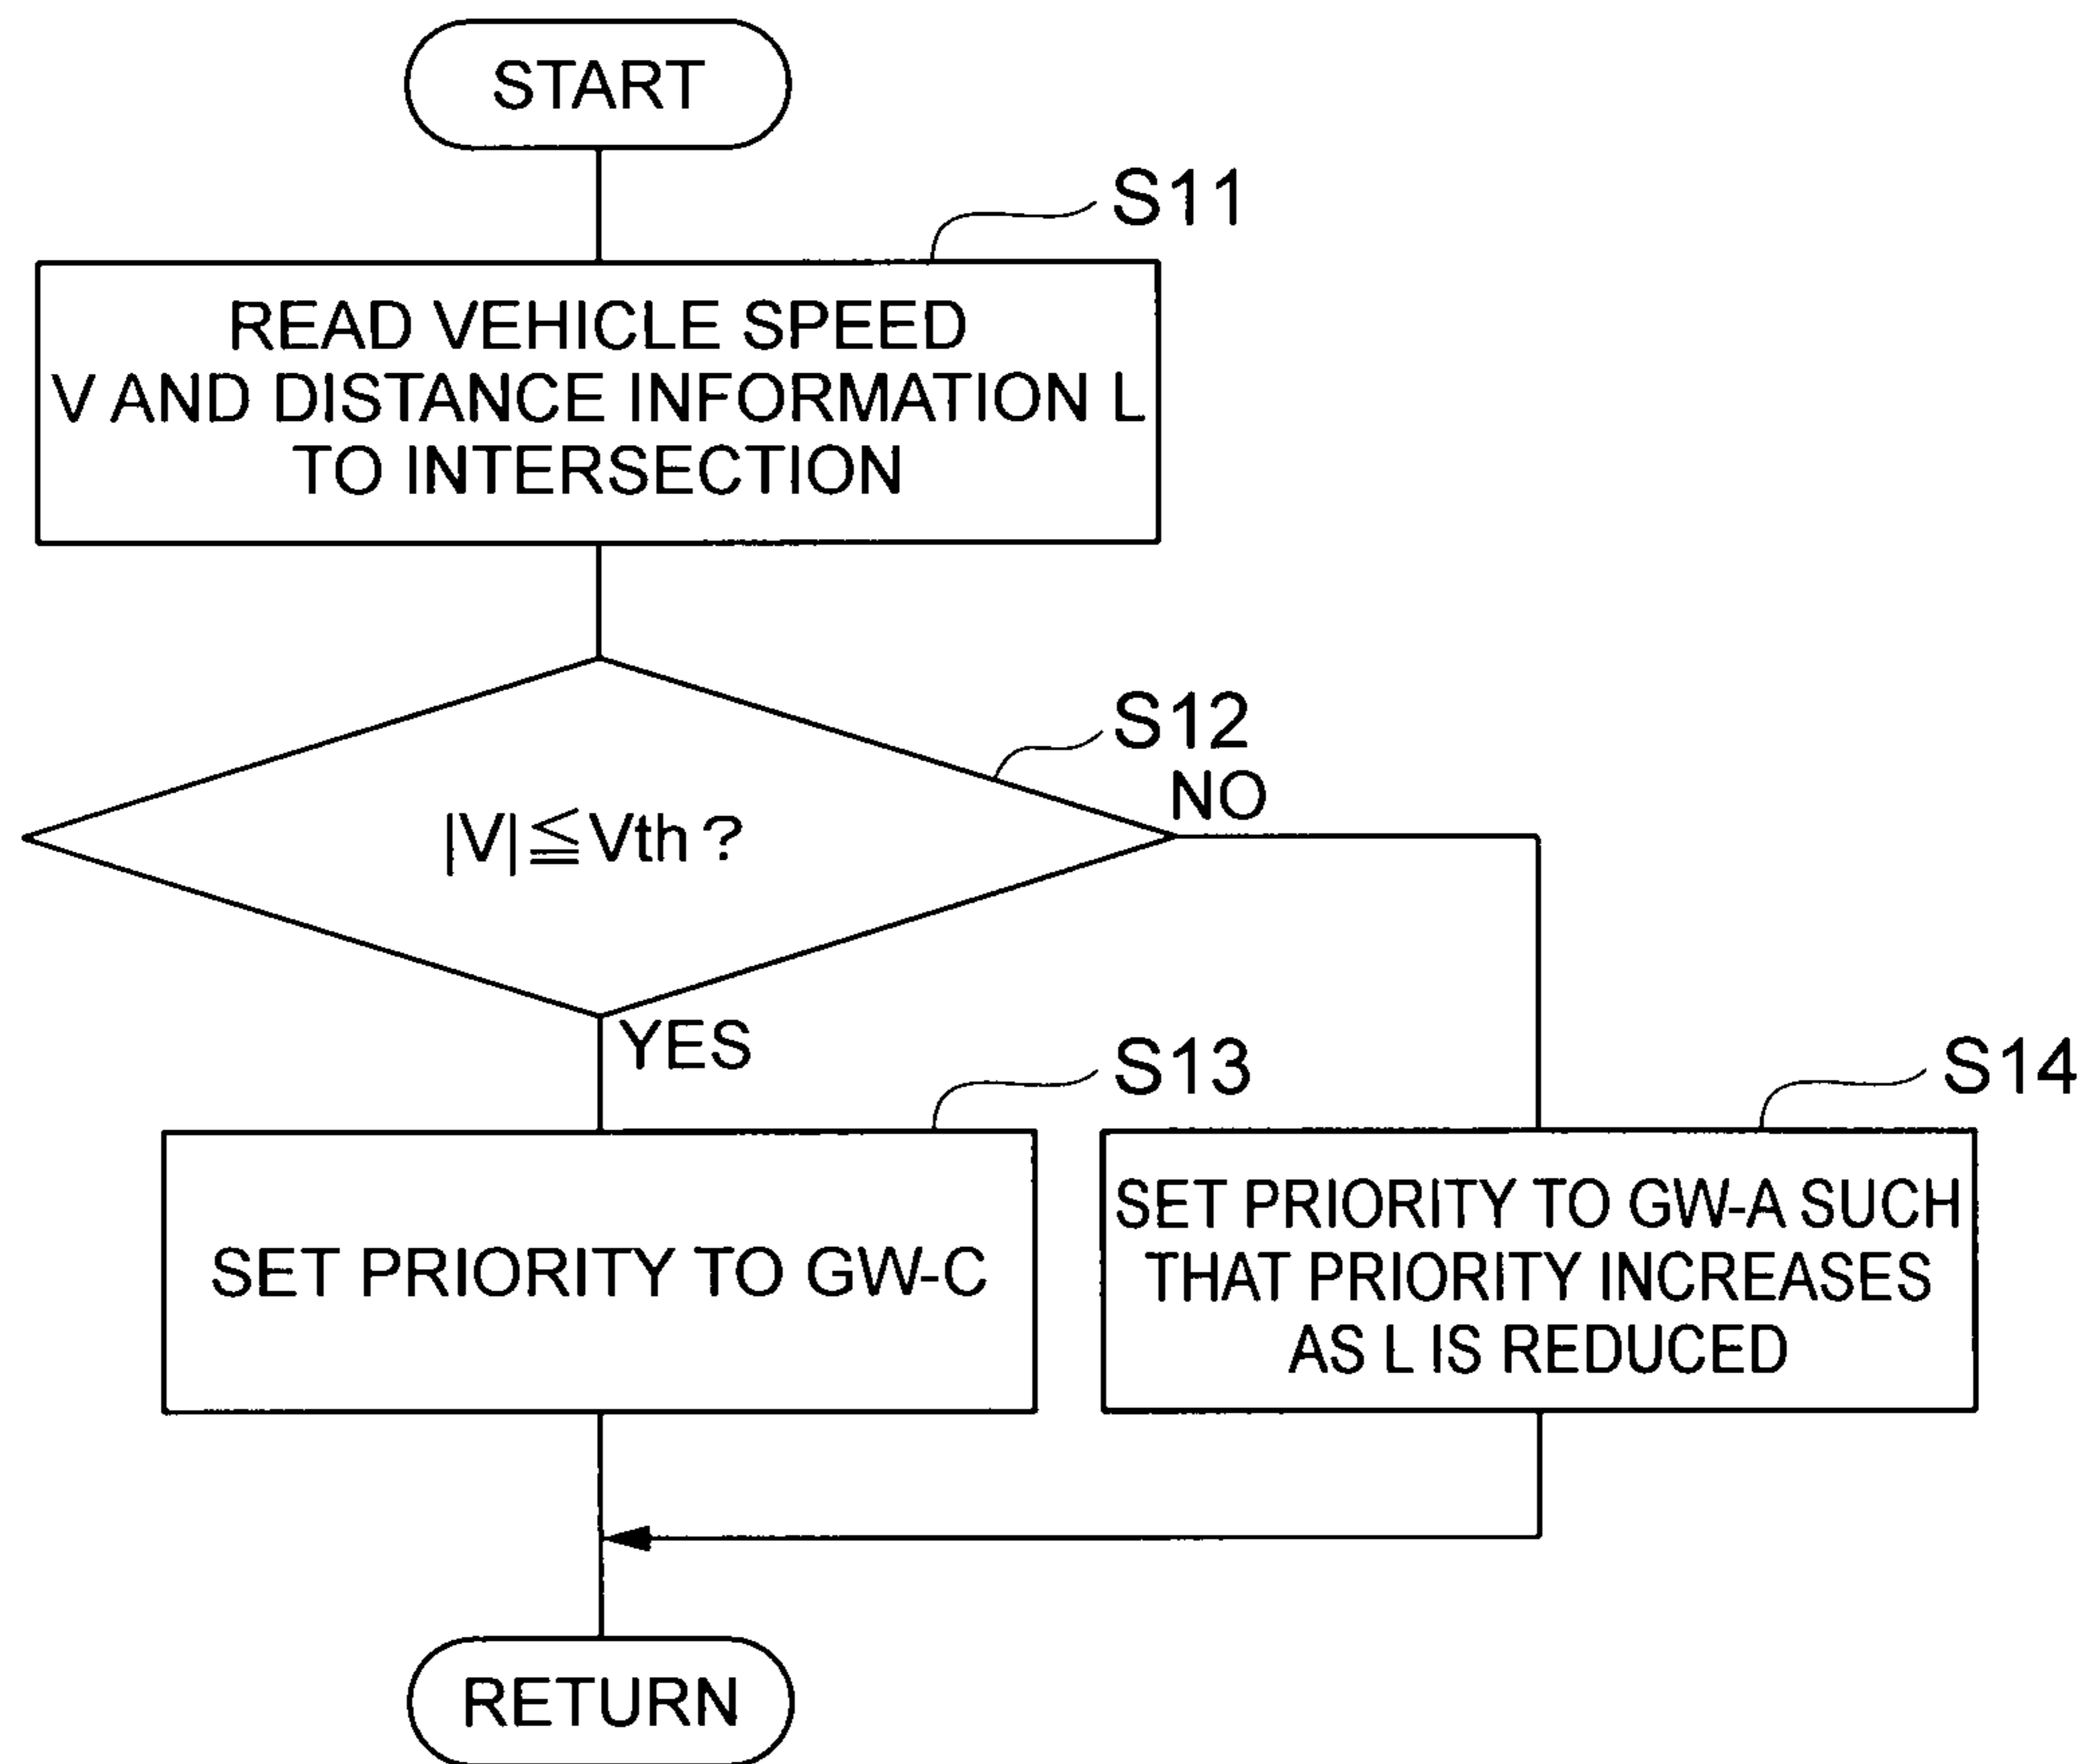 START
S11
READ VEHICLE SPEED
V AND DISTANCE INFORMATION L
TO INTERSECTION
S12
NO
|V|≦Vth ?
YES
S13
S14
SET PRIORITY TO GW-C
SET PRIORITY TO GW-A SUCH
THAT PRIORITY INCREASES
AS L IS REDUCED
RETURN